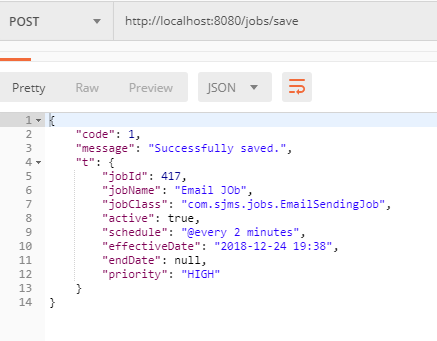 POST http://localhost:8080/jobs/save
Pretty Raw Preview JSON
1 {
2 "code": 1,
3 "message": "Successfully saved.",
4 "t": {
5 "jobId": 417,
6 "jobName": "Email JOb",
7 "jobClass": "com.sjms.jobs.EmailSendingJob",
8 "active": true,
9 "schedule": "@every 2 minutes",
10 "effectiveDate": "2018-12-24 19:38",
11 "endDate": null,
12 "priority": "HIGH"
13 }
14 }